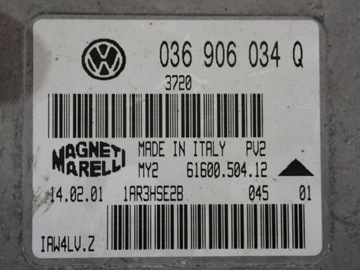 036 906 034 Q
3720
MAGNETI MARELLI
MADE IN ITALY PV2
MY2 61600.504.12
14.02.01 1AR3HSE2B 045 01
IAW4LV.Z